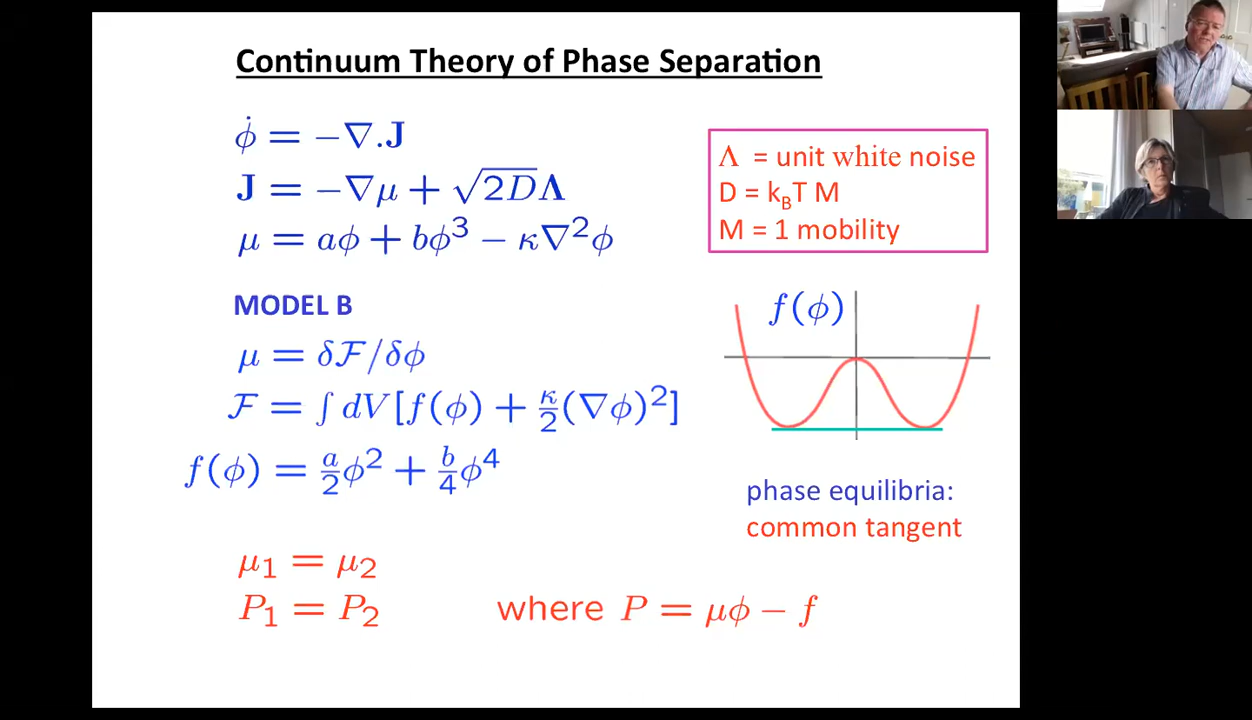 Continuum Theory of Phase Separation
ϕ̇ = −∇.J
J = −∇μ + √2D̅Λ
μ = aϕ + bϕ³ − κ∇²ϕ
Λ = unit white noise
D = k_BT M
M = 1 mobility
MODEL B
μ = δℱ/δϕ
ℱ = ∫ dV[f(ϕ) + κ/2(∇ϕ)²]
f(ϕ) = a/2ϕ² + b/4ϕ⁴
f(ϕ)
phase equilibria:
common tangent
μ₁ = μ₂
P₁ = P₂ where P = μϕ − f